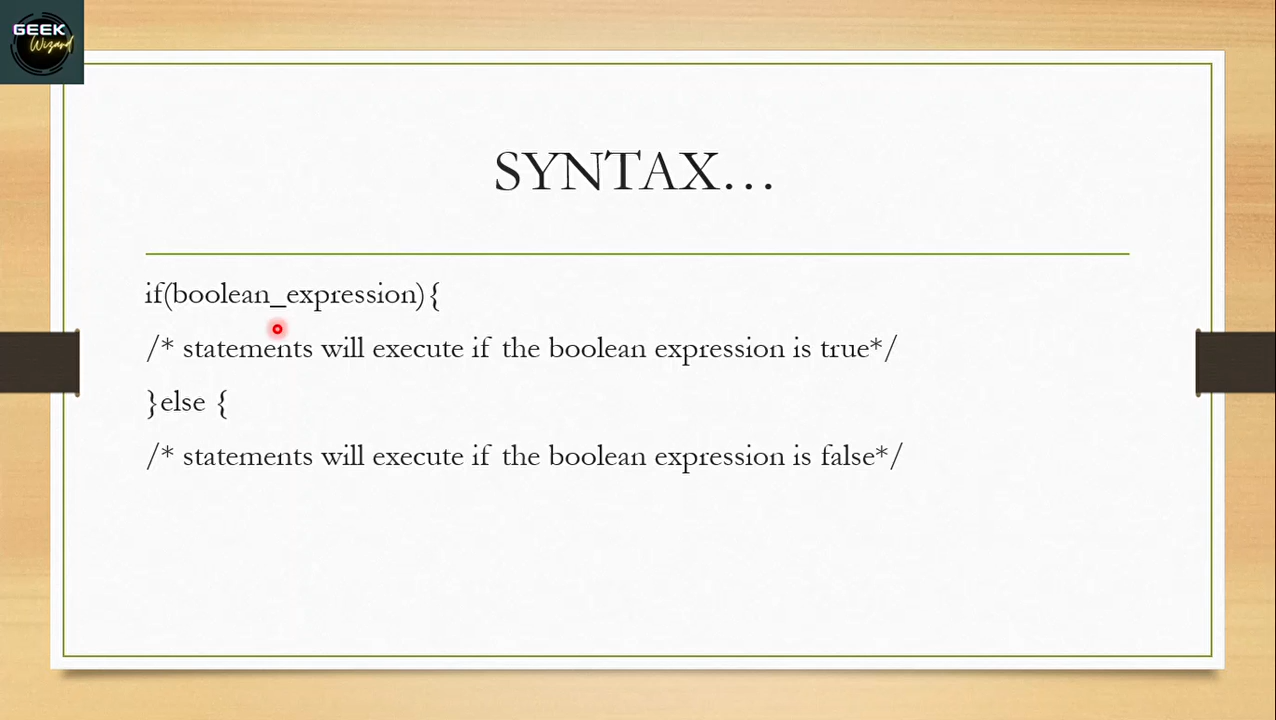 GEEK
Wizard
SYNTAX...
if(boolean_expression){
/* statements will execute if the boolean expression is true*/
}else {
/* statements will execute if the boolean expression is false*/